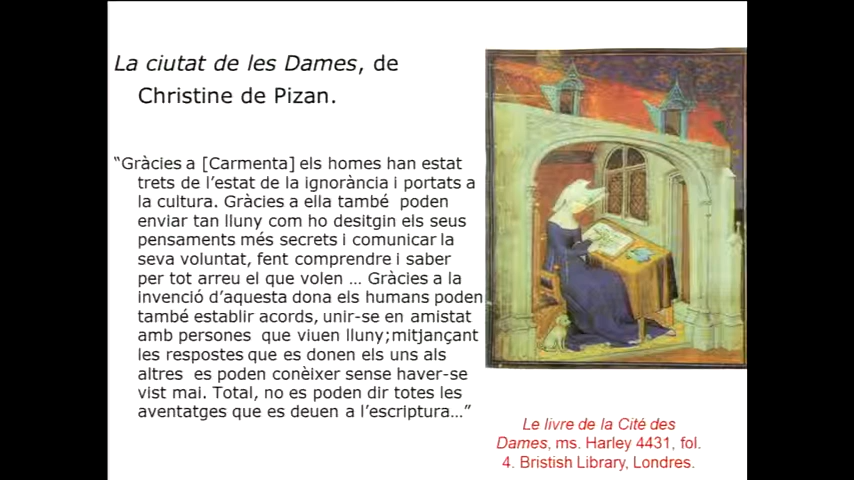 La ciutat de les Dames, de
Christine de Pizan.
“Gràcies a [Carmenta] els homes han estat
trets de l’estat de la ignorància i portats a
la cultura. Gràcies a ella també poden
enviar tan lluny com ho desitgin els seus
pensaments més secrets i comunicar la
seva voluntat, fent comprendre i saber
per tot arreu el que volen ... Gràcies a la
invenció d’aquesta dona els humans poden
també establir acords, unir-se en amistat
amb persones que viuen lluny;mitjançant
les respostes que es donen els uns als
altres es poden conèixer sense haver-se
vist mai. Total, no es poden dir totes les
aventatges que es deuen a l’escriptura…”
Le livre de la Cité des
Dames, ms. Harley 4431, fol.
4. Bristish Library, Londres.